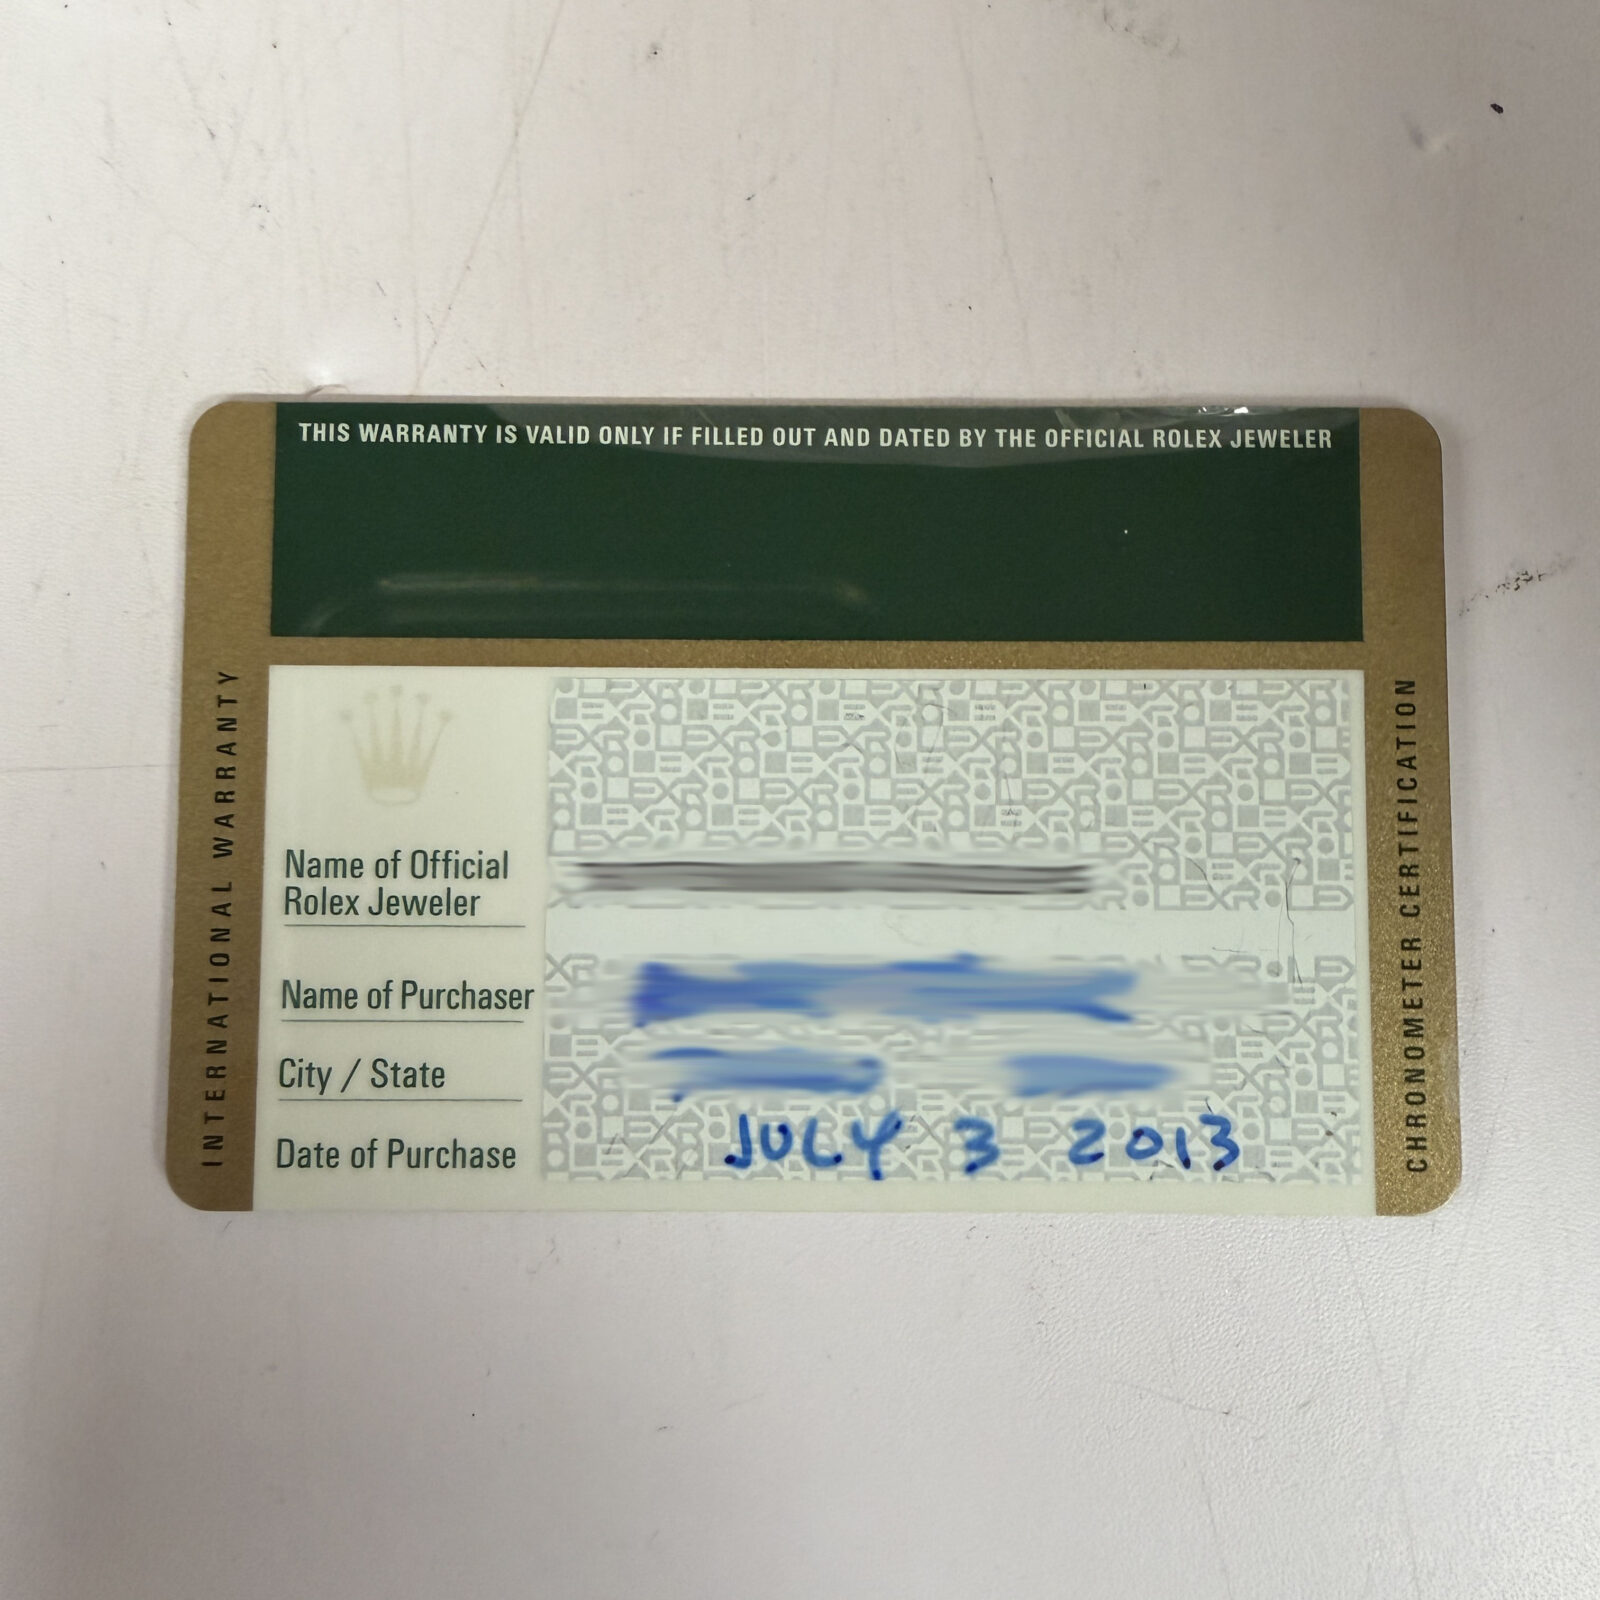 THIS WARRANTY IS VALID ONLY IF FILLED OUT AND DATED BY THE OFFICIAL ROLEX JEWELER
INTERNATIONAL WARRANTY
Name of Official
Rolex Jeweler
Name of Purchaser
City / State
Date of Purchase JULY 3 2013
CHRONOMETER CERTIFICATION